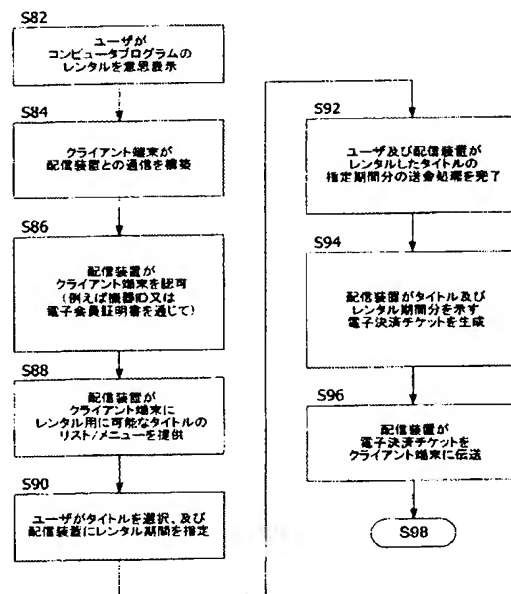 S82
ユーザが
コンピュータプログラムの
レンタルを意思表示
S84
クライアント端末が
配信装置との通信を構築
S86
配信装置が
クライアント端末を認可
(例えば機器ID又は
電子会員証明書を通じて)
S88
配信装置が
クライアント端末に
レンタル用に可能なタイトルの
リスト/メニューを提供
S90
ユーザがタイトルを選択、及び
配信装置にレンタル期間を指定
S92
ユーザ及び配信装置が
レンタルしたタイトルの
指定期間分の送金処理を完了
S94
配信装置がタイトル及び
レンタル期間分を示す
電子決済チケットを生成
S96
配信装置が
電子決済チケットを
クライアント端末に伝送
S98